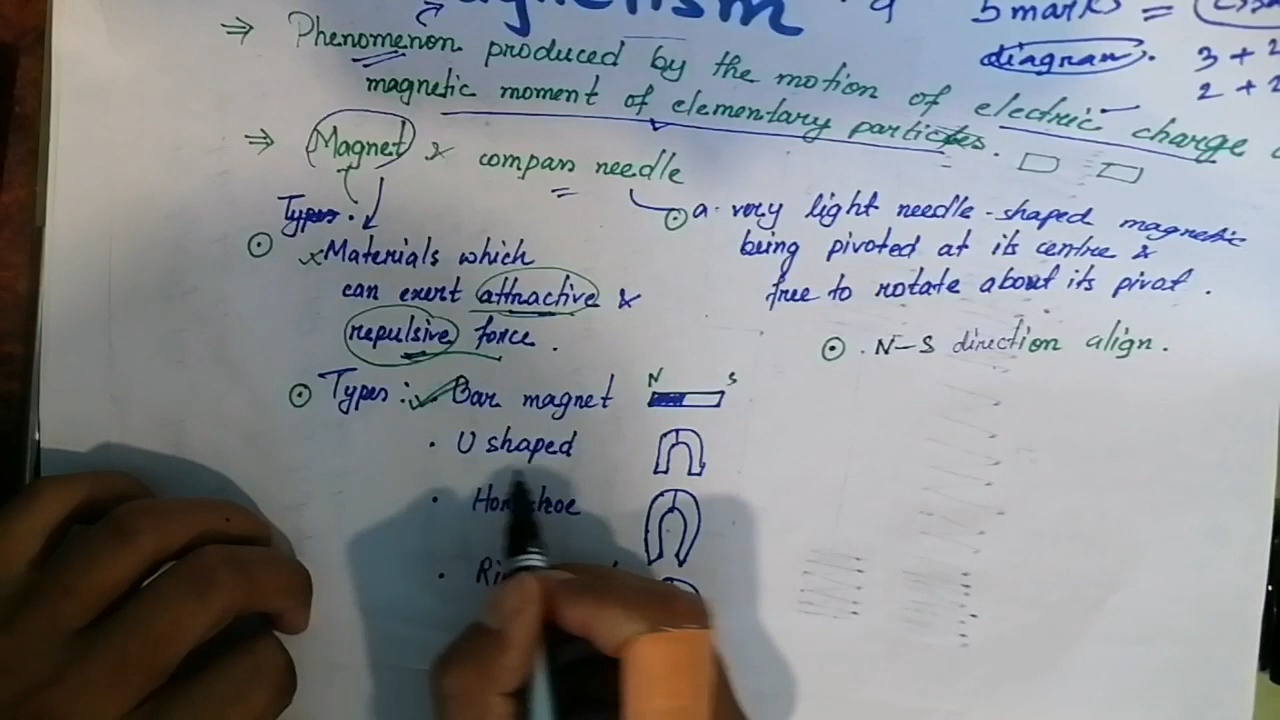 5 marks =
diagram. 3 + 2
2 + 2
⇒ Phenomenon produced by the motion of electric charge
magnetic moment of elementary particles.
⇒ Magnet & compass needle
Types.
⊙ Materials which
can exert attractive &
repulsive force.
⊙ a very light needle-shaped magnetic
being pivoted at its centre &
free to rotate about its pivot.
⊙ . N-S direction align.
⊙ Types: Bar magnet N S
. U shaped